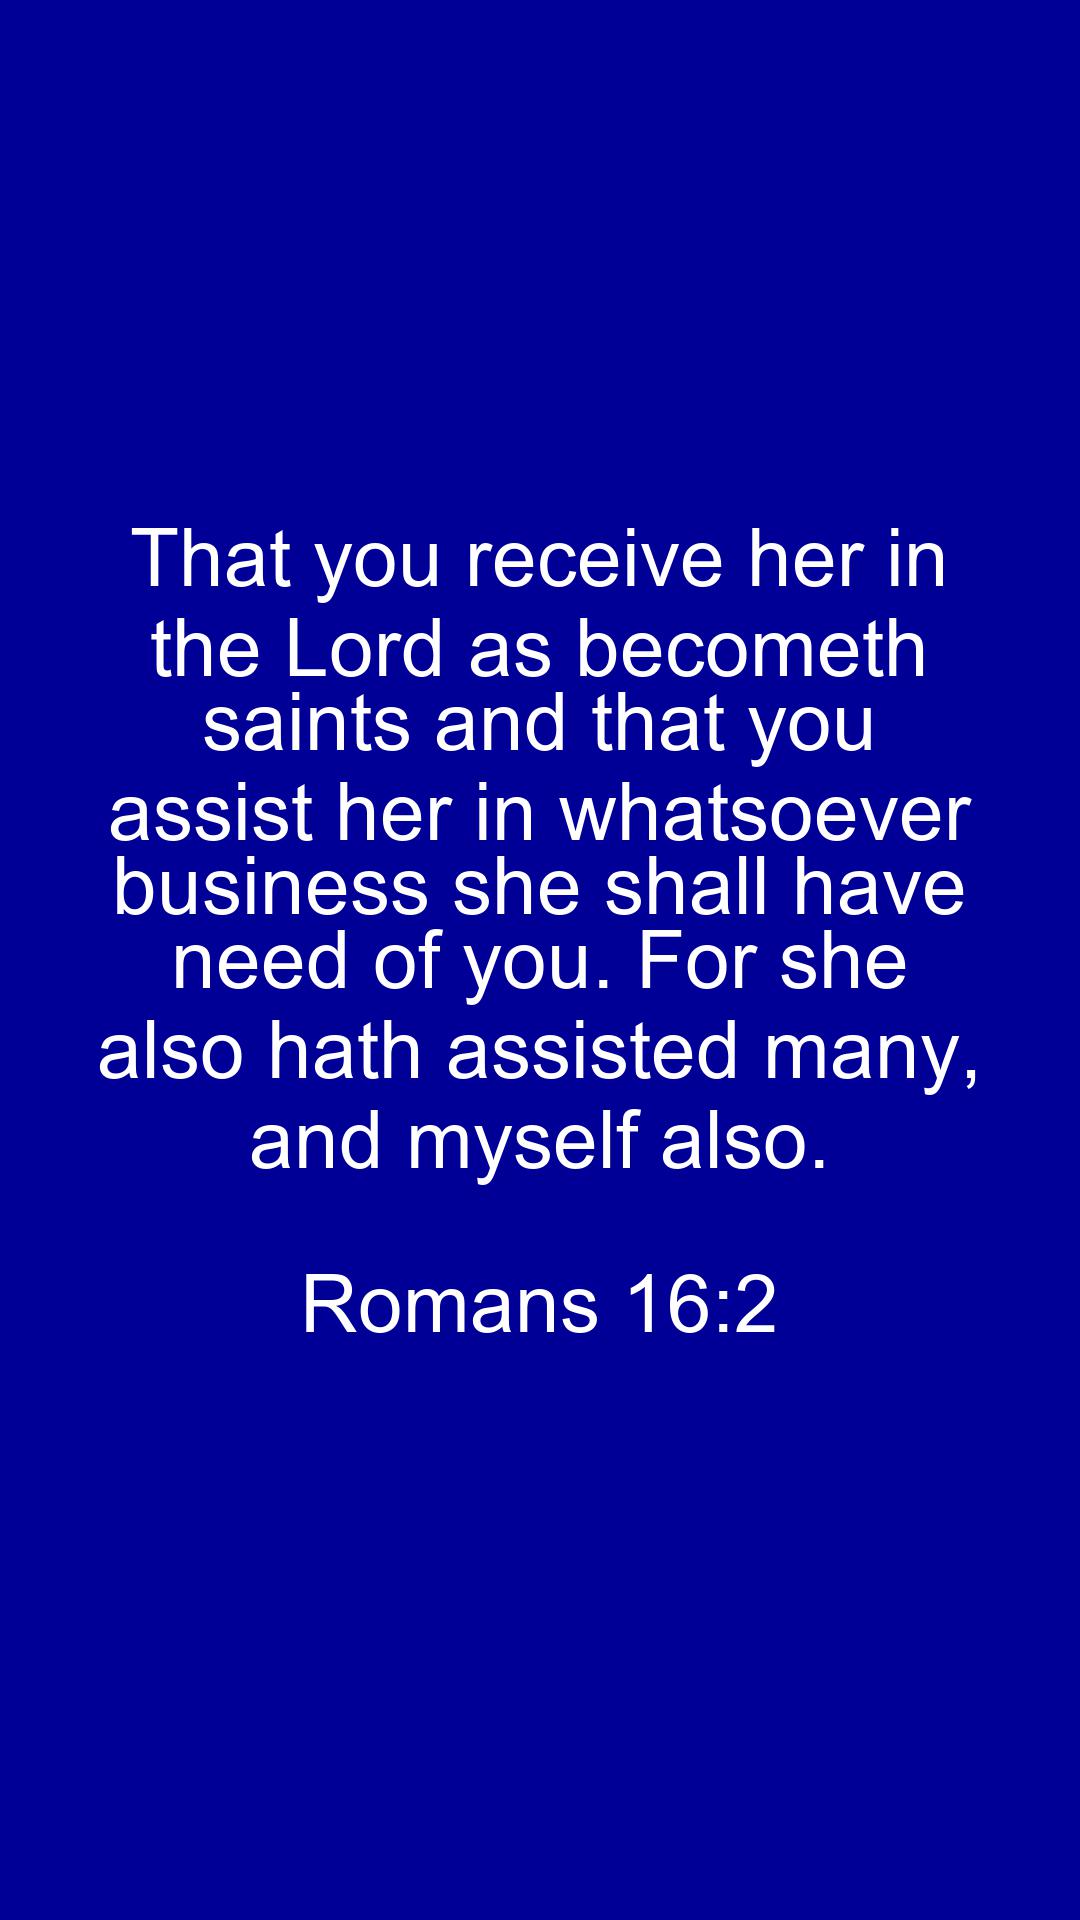 That you receive her in
the Lord as becometh
saints and that you
assist her in whatsoever
business she shall have
need of you. For she
also hath assisted many,
and myself also.
Romans 16:2